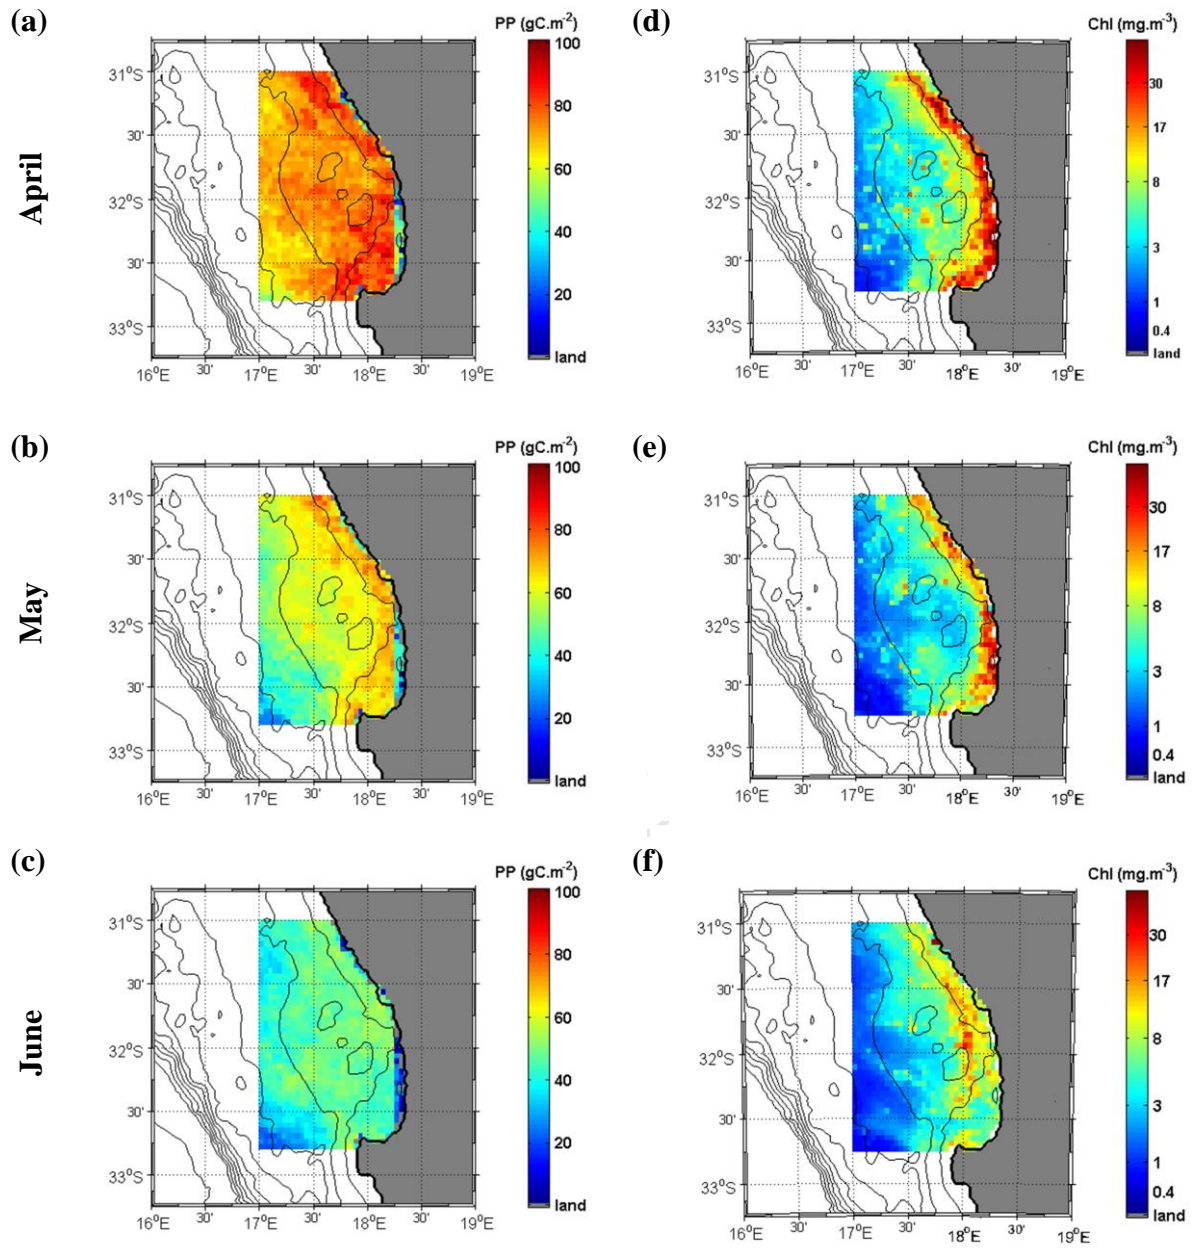 (a)
PP (gC.m⁻²)
100
80
60
40
20
land
31°S
30'
32°S
30'
33°S
16°E 30' 17°E 30' 18°E 30' 19°E
April
(d)
Chl (mg.m⁻³)
30
17
8
3
1
0.4
land
31°S
30'
32°S
30'
33°S
16°E 30' 17°E 30' 18°E 30' 19°E
(b)
PP (gC.m⁻²)
100
80
60
40
20
land
31°S
30'
32°S
30'
33°S
16°E 30' 17°E 30' 18°E 30' 19°E
May
(e)
Chl (mg.m⁻³)
30
17
8
3
1
0.4
land
31°S
30'
32°S
30'
33°S
16°E 30' 17°E 30' 18°E 30' 19°E
(c)
PP (gC.m⁻²)
100
80
60
40
20
land
31°S
30'
32°S
30'
33°S
16°E 30' 17°E 30' 18°E 30' 19°E
June
(f)
Chl (mg.m⁻³)
30
17
8
3
1
0.4
land
31°S
30'
32°S
30'
33°S
16°E 30' 17°E 30' 18°E 30' 19°E